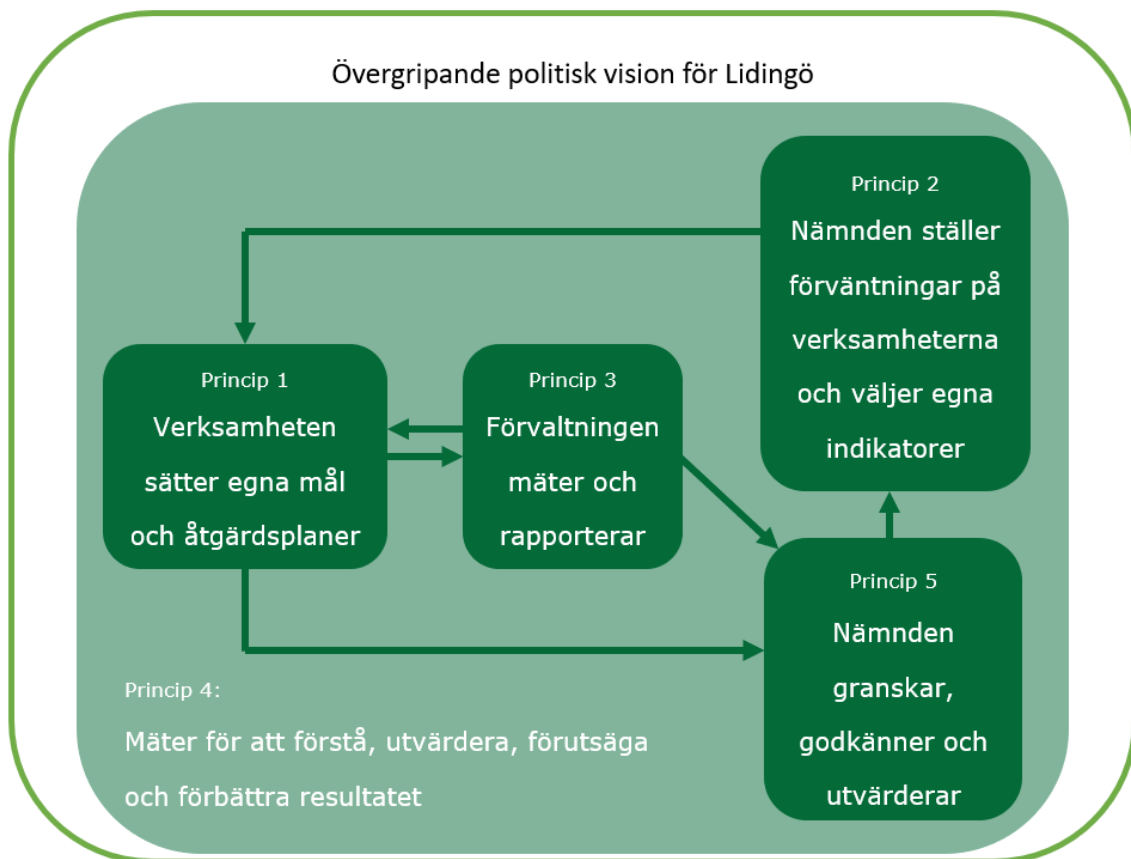 Övergripande politisk vision för Lidingö
Princip 2
Nämnden ställer
förväntningar på
verksamheterna
och väljer egna
indikatorer
Princip 1
Verksamheten
sätter egna mål
och åtgärdsplaner
Princip 3
Förvaltningen
mäter och
rapporterar
Princip 5
Nämnden
granskar,
godkänner och
utvärderar
Princip 4:
Mäter för att förstå, utvärdera, förutsäga
och förbättra resultatet